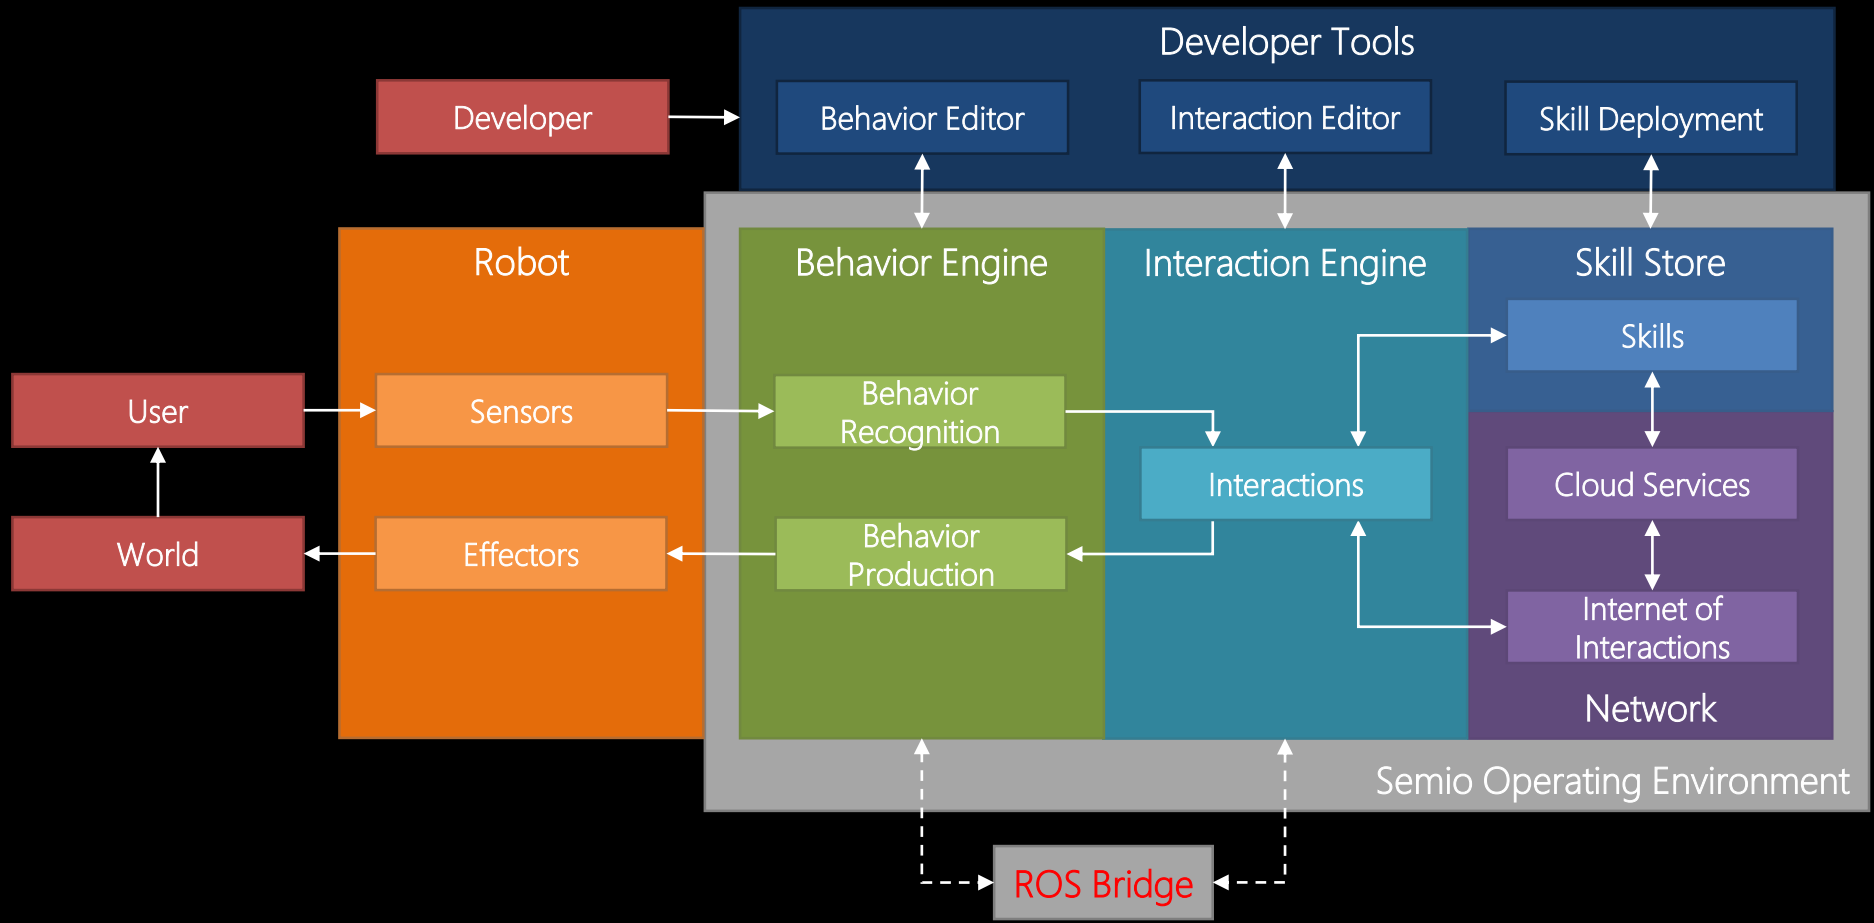 Developer Tools
Developer
Behavior Editor
Interaction Editor
Skill Deployment
Robot
Behavior Engine
Interaction Engine
Skill Store
Skills
User
Sensors
Behavior
Recognition
Interactions
Cloud Services
World
Effectors
Behavior
Production
Internet of
Interactions
Network
Semio Operating Environment
ROS Bridge